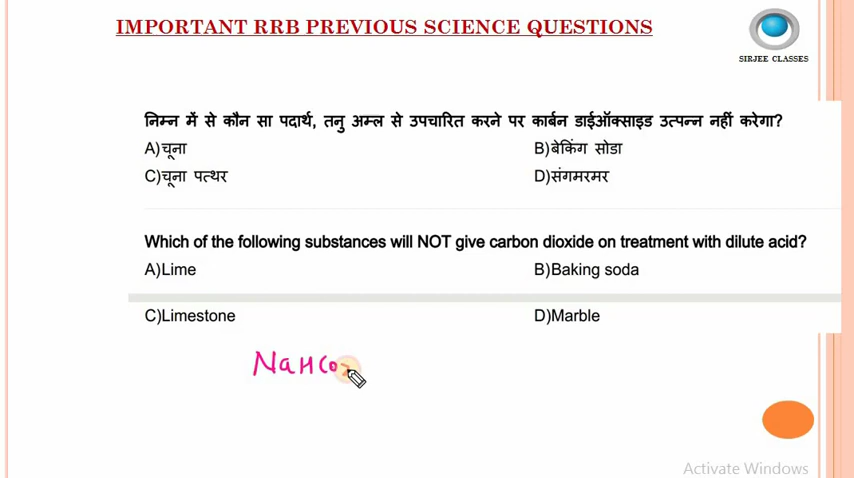 IMPORTANT RRB PREVIOUS SCIENCE QUESTIONS
SIRJEE CLASSES
निम्न में से कौन सा पदार्थ, तनु अम्ल से उपचारित करने पर कार्बन डाईऑक्साइड उत्पन्न नहीं करेगा?
A)चूना B)बेकिंग सोडा
C)चूना पत्थर D)संगमरमर
Which of the following substances will NOT give carbon dioxide on treatment with dilute acid?
A)Lime B)Baking soda
C)Limestone D)Marble
NaHCO
Activate Windows